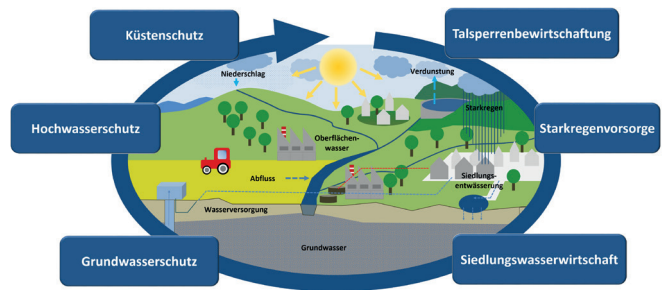 Küstenschutz
Talsperrenbewirtschaftung
Niederschlag
Verdunstung
Starkregen
Hochwasserschutz
Starkregenvorsorge
Oberflächen-
wasser
Abfluss
Siedlungs-
entwässerung
Wasserversorgung
Grundwasser
Grundwasserschutz
Siedlungswasserwirtschaft